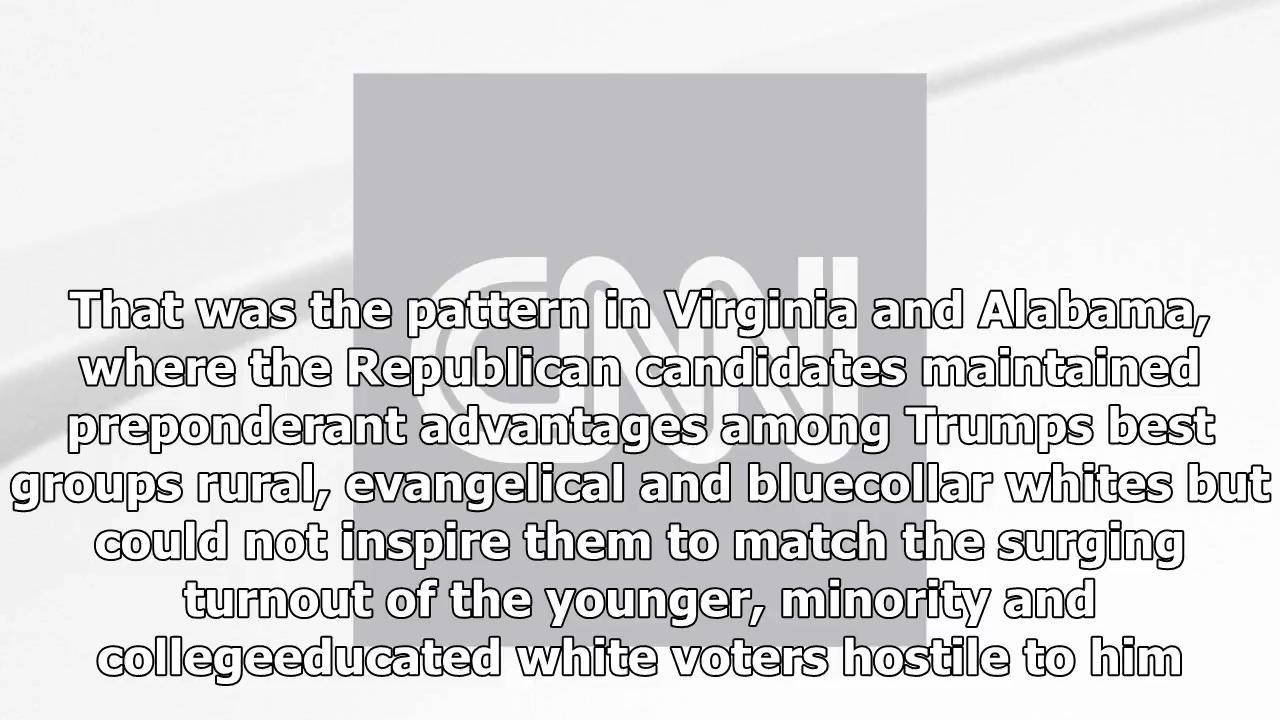 CNN
That was the pattern in Virginia and Alabama,
where the Republican candidates maintained
preponderant advantages among Trumps best
groups rural, evangelical and bluecollar whites but
could not inspire them to match the surging
turnout of the younger, minority and
collegeeducated white voters hostile to him